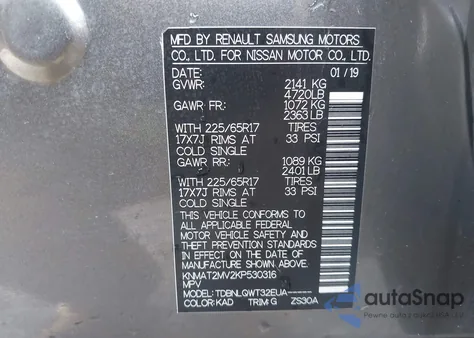 MFD BY RENAULT SAMSUNG MOTORS
CO., LTD. FOR NISSAN MOTOR CO., LTD.
DATE: 01/19
GVWR: 2141 KG
4720LB
GAWR FR: 1072 KG
2363 LB
WITH 225/65R17 TIRES
17X7J RIMS AT 33 PSI
COLD SINGLE
GAWR RR: 1089 KG
2401 LB
WITH 225/65R17 TIRES
17X7J RIMS AT 33 PSI
COLD SINGLE
THIS VEHICLE CONFORMS TO
ALL APPLICABLE FEDERAL
MOTOR VEHICLE SAFETY AND
THEFT PREVENTION STANDARDS IN
EFFECT ON THE DATE OF
MANUFACTURE SHOWN ABOVE.
KNMAT2MV2KP530316
MPV
MODEL: TDBNLQWT32EUA-----
COLOR: KAD TRIM: G ZS30A
autoSnap